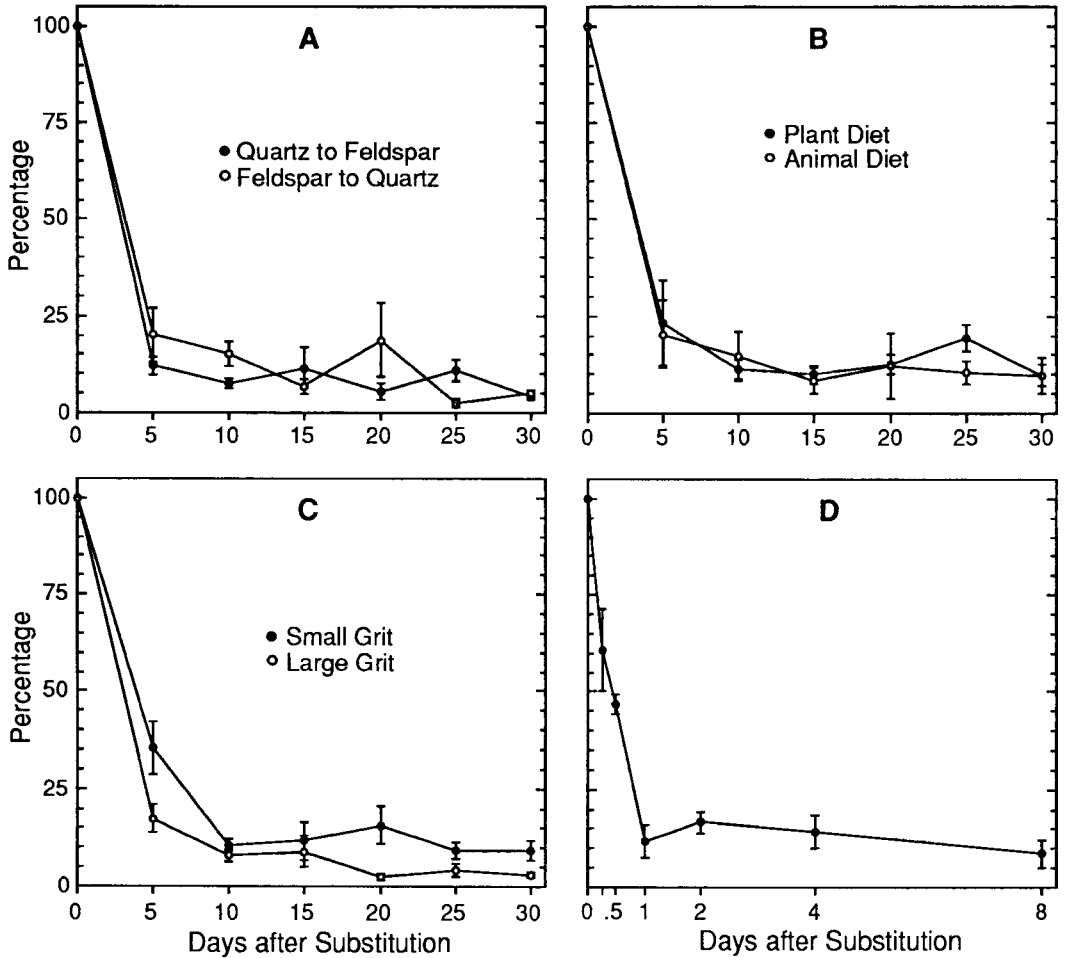 A
100
75
50
25
0
Percentage
Quartz to Feldspar
Feldspar to Quartz
0 5 10 15 20 25 30
B
Plant Diet
Animal Diet
0 5 10 15 20 25 30
C
100
75
50
25
0
Percentage
Small Grit
Large Grit
0 5 10 15 20 25 30
Days after Substitution
D
0 .5 1 2 4 8
Days after Substitution